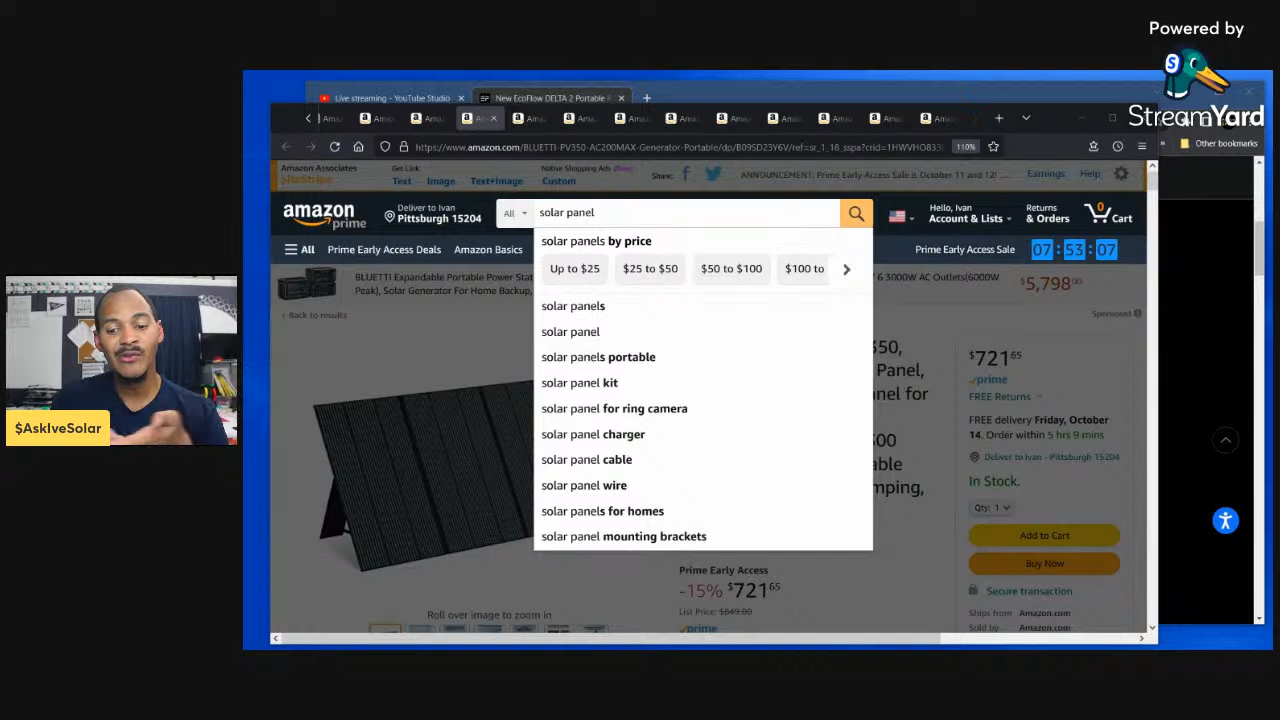 Powered by
StreamYard
Live streaming - YouTube Studio
New EcoFlow DELTA 2 Portable
https://www.amazon.com/BLUETTI-PV350-AC200MAX-Generator-Portable/dp/B09SD23Y6V/ref=sr_1_18_sspa?crid=1HWVHO833
110%
Other bookmarks
Amazon Associates
SiteStripe
Get Link:
Text Image Text+Image
Native Shopping Ads
Custom
Share:
ANNOUNCEMENT: Prime Early Access Sale is October 11 and 12!
Earnings Help
amazon
prime
Deliver to Ivan
Pittsburgh 15204
All
solar panel
Hello, Ivan
Account & Lists
Returns
& Orders
0
Cart
All Prime Early Access Deals Amazon Basics
Prime Early Access Sale 07 : 53 : 07
solar panels by price
Up to $25
$25 to $50
$50 to $100
$100 to
solar panels
solar panel
solar panels portable
solar panel kit
solar panel for ring camera
solar panel charger
solar panel cable
solar panel wire
solar panels for homes
solar panel mounting brackets
BLUETTI Expandable Portable Power Stat
Peak), Solar Generator For Home Backup,
6 3000W AC Outlets(6000W
$5,798
Sponsored
‹ Back to results
350,
Panel,
for
able
mping,
Roll over image to zoom in
Prime Early Access
-15% $721 65
List Price: $849.00
prime
$721 65
prime
FREE Returns
FREE delivery Friday, October
14. Order within 5 hrs 9 mins
Deliver to Ivan - Pittsburgh 15204
In Stock.
Qty: 1
Add to Cart
Buy Now
Secure transaction
Ships from Amazon.com
Sold by Amazon.com
$AskIveSolar